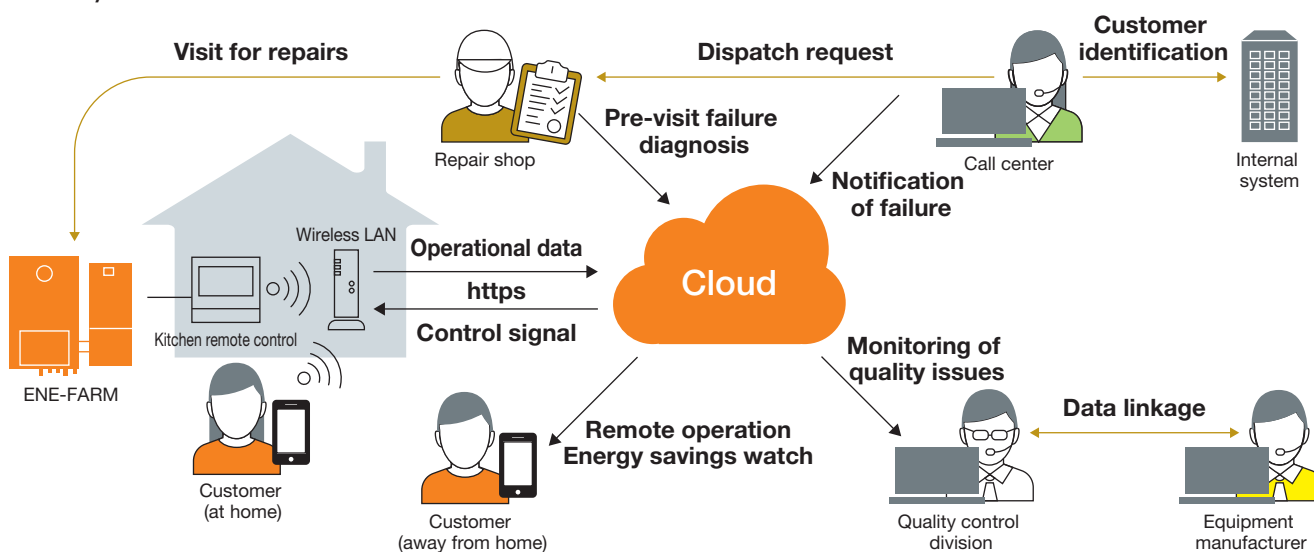 Customer
identification
Visit for repairs
Dispatch request
Pre-visit failure
diagnosis
Repair shop
Call center
Internal
system
Notification
of failure
Wireless LAN
Operational data
https
Control signal
Cloud
Kitchen remote control
ENE-FARM
Monitoring of
quality issues
Remote operation
Energy savings watch
Data linkage
Customer
(at home)
Customer
(away from home)
Quality control
division
Equipment
manufacturer